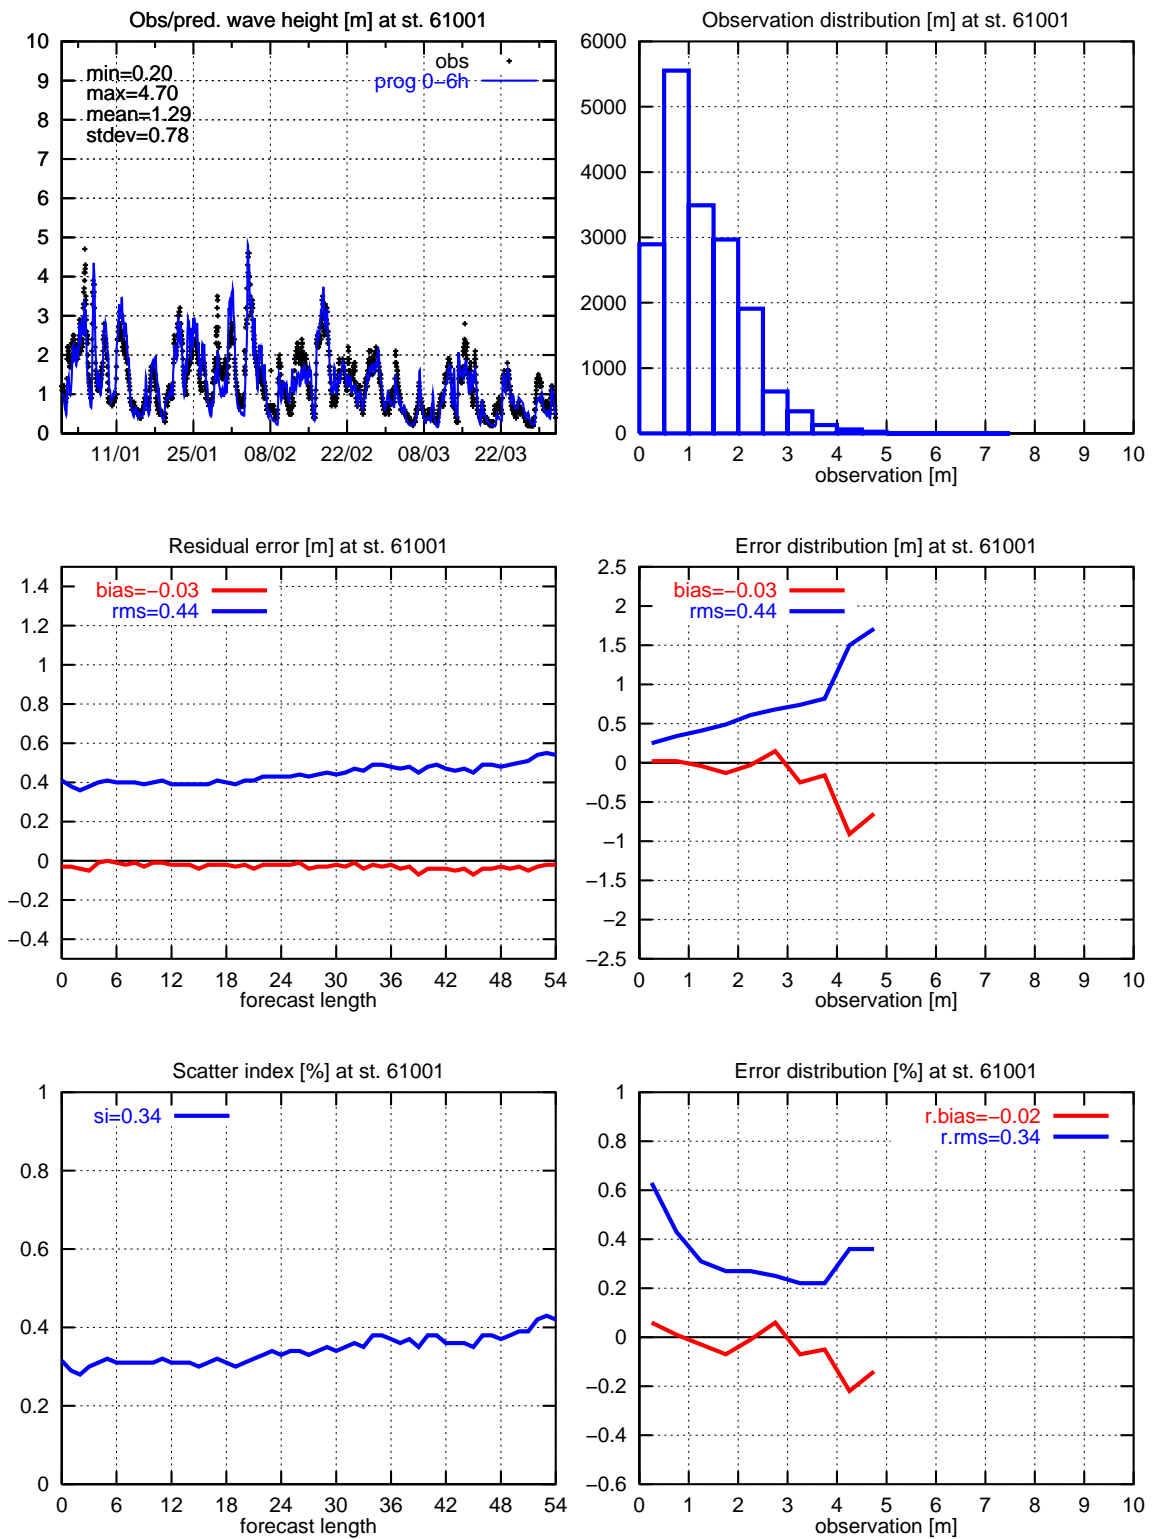 Obs/pred. wave height [m] at st. 61001
10
9
8
7
6
5
4
3
2
1
0
min=0.20
max=4.70
mean=1.29
stdev=0.78
obs
prog 0−6h
11/01 25/01 08/02 22/02 08/03 22/03
Observation distribution [m] at st. 61001
6000
5000
4000
3000
2000
1000
0
0 1 2 3 4 5 6 7 8 9 10
observation [m]
Residual error [m] at st. 61001
1.4
1.2
1
0.8
0.6
0.4
0.2
0
−0.2
−0.4
bias=−0.03
rms=0.44
0 6 12 18 24 30 36 42 48 54
forecast length
Error distribution [m] at st. 61001
2.5
2
1.5
1
0.5
0
−0.5
−1
−1.5
−2
−2.5
bias=−0.03
rms=0.44
0 1 2 3 4 5 6 7 8 9 10
observation [m]
Scatter index [%] at st. 61001
1
0.8
0.6
0.4
0.2
0
si=0.34
0 6 12 18 24 30 36 42 48 54
forecast length
Error distribution [%] at st. 61001
1
0.8
0.6
0.4
0.2
0
−0.2
−0.4
−0.6
r.bias=−0.02
r.rms=0.34
0 1 2 3 4 5 6 7 8 9 10
observation [m]